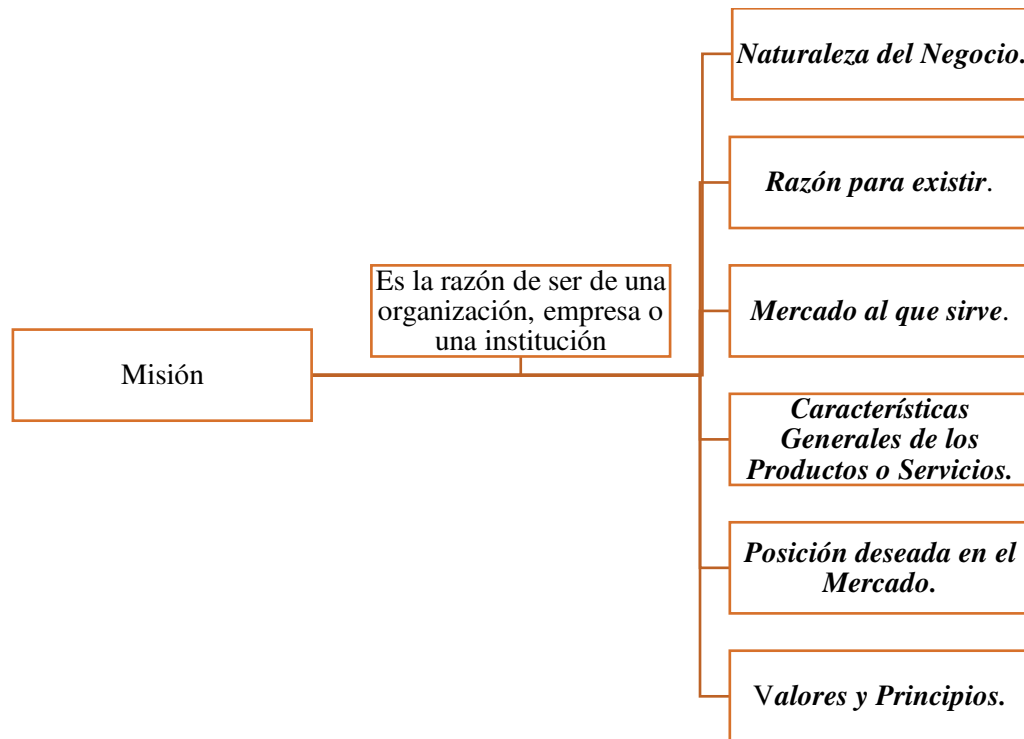 Naturaleza del Negocio.
Razón para existir.
Es la razón de ser de una
organización, empresa o
una institución
Mercado al que sirve.
Misión
Características
Generales de los
Productos o Servicios.
Posición deseada en el
Mercado.
Valores y Principios.